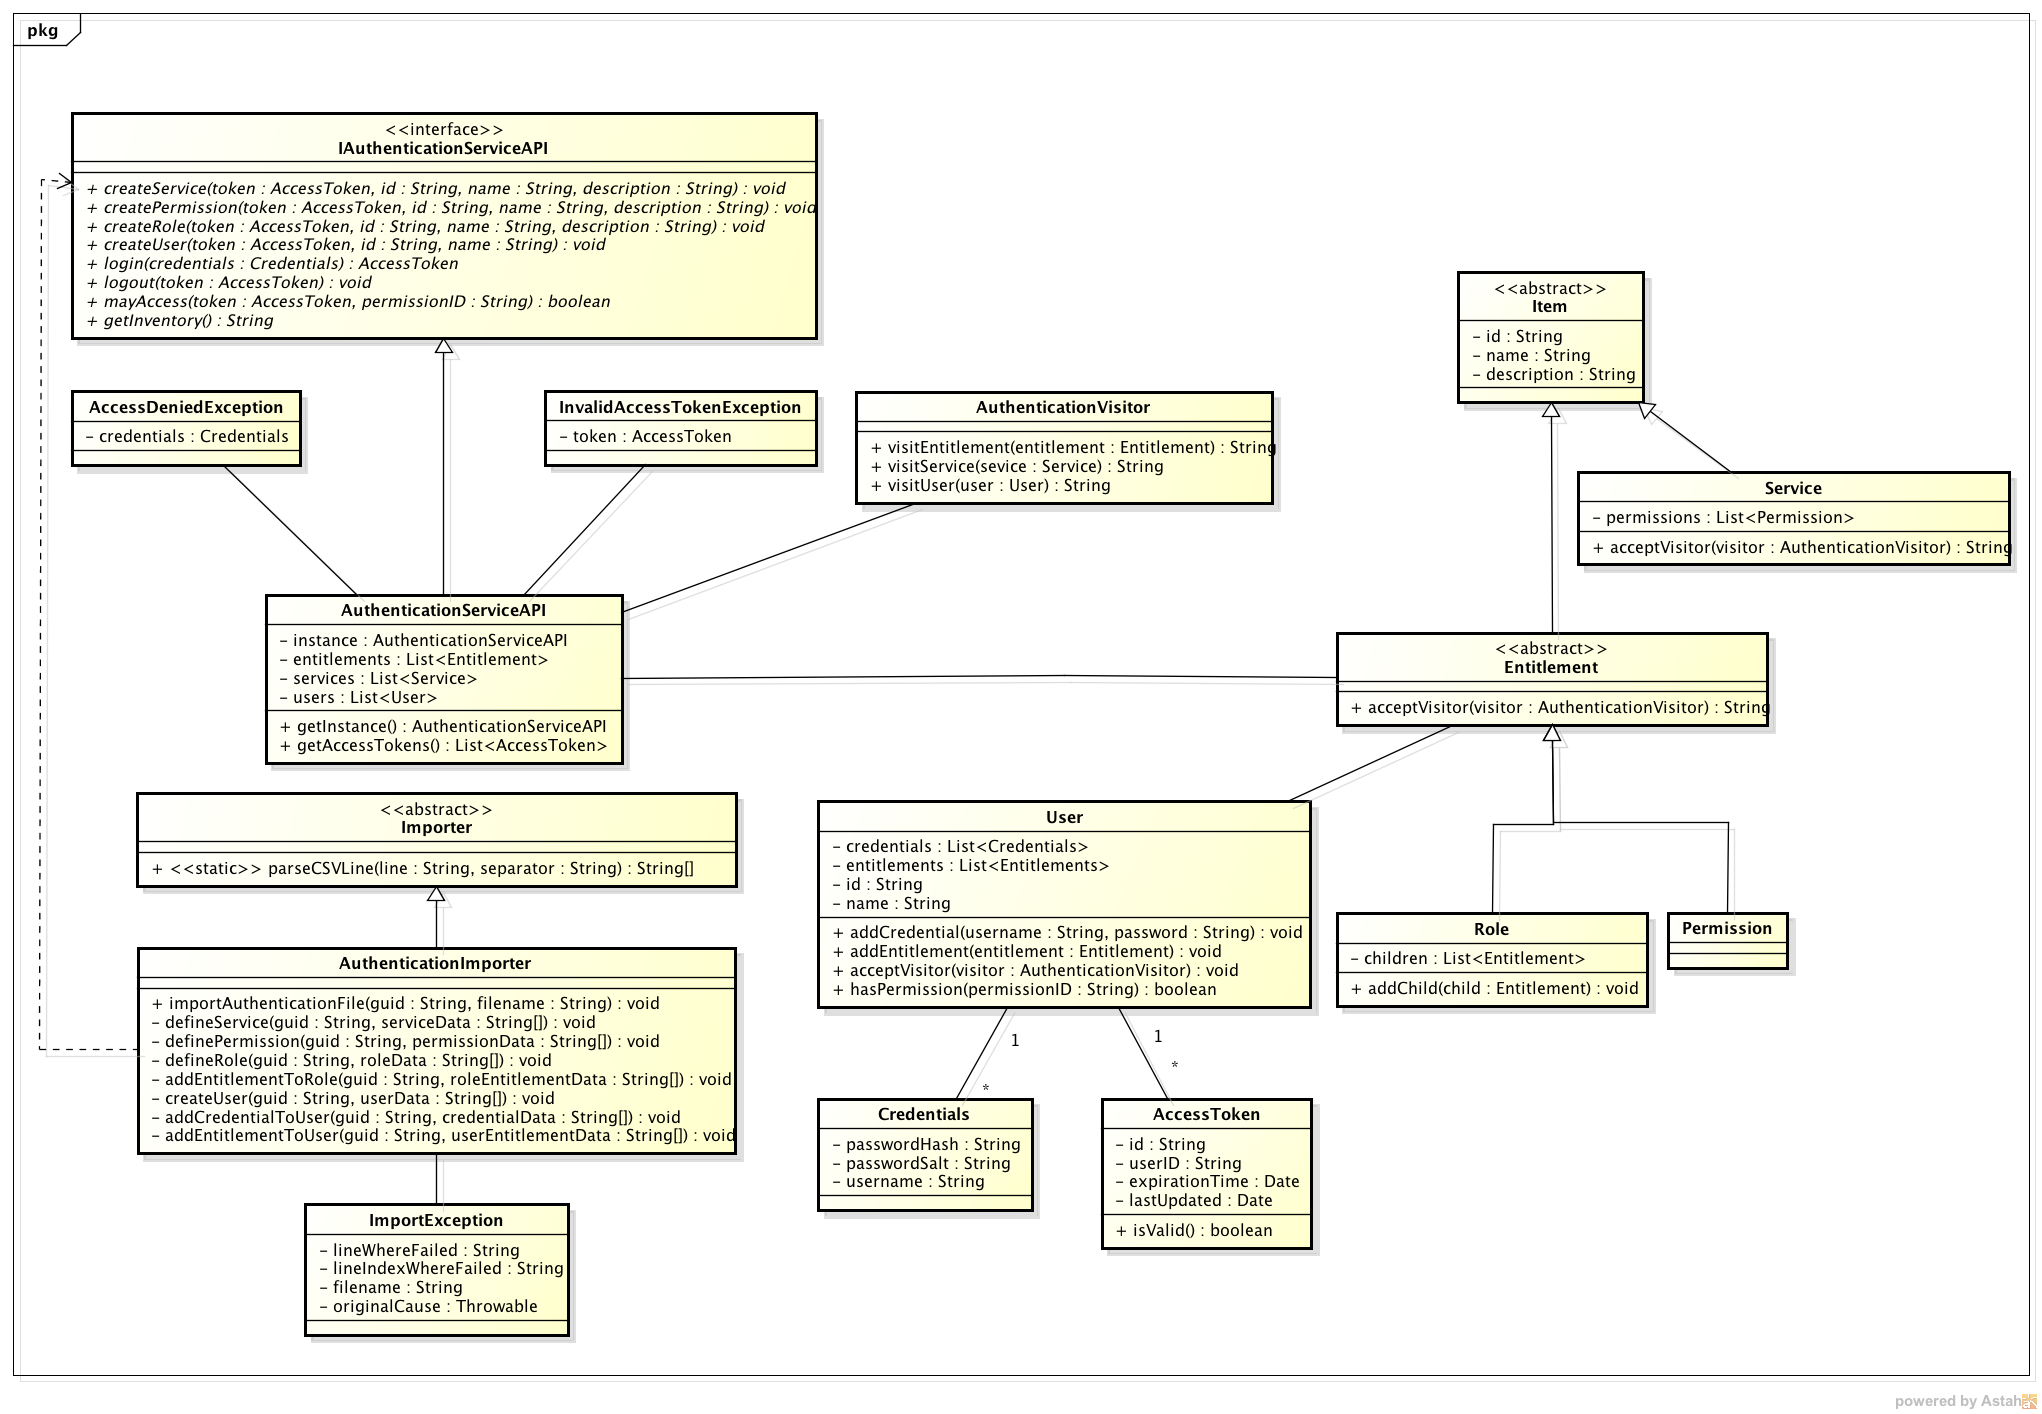 pkg
<<interface>>
IAuthenticationServiceAPI
+ createService(token : AccessToken, id : String, name : String, description : String) : void
+ createPermission(token : AccessToken, id : String, name : String, description : String) : void
+ createRole(token : AccessToken, id : String, name : String, description : String) : void
+ createUser(token : AccessToken, id : String, name : String) : void
+ login(credentials : Credentials) : AccessToken
+ logout(token : AccessToken) : void
+ mayAccess(token : AccessToken, permissionID : String) : boolean
+ getInventory() : String
<<abstract>>
Item
- id : String
- name : String
- description : String
AccessDeniedException
- credentials : Credentials
InvalidAccessTokenException
- token : AccessToken
AuthenticationVisitor
+ visitEntitlement(entitlement : Entitlement) : String
+ visitService(sevice : Service) : String
+ visitUser(user : User) : String
Service
- permissions : List<Permission>
+ acceptVisitor(visitor : AuthenticationVisitor) : String
AuthenticationServiceAPI
- instance : AuthenticationServiceAPI
- entitlements : List<Entitlement>
- services : List<Service>
- users : List<User>
+ getInstance() : AuthenticationServiceAPI
+ getAccessTokens() : List<AccessToken>
<<abstract>>
Entitlement
+ acceptVisitor(visitor : AuthenticationVisitor) : String
<<abstract>>
Importer
+ <<static>> parseCSVLine(line : String, separator : String) : String[]
User
- credentials : List<Credentials>
- entitlements : List<Entitlements>
- id : String
- name : String
+ addCredential(username : String, password : String) : void
+ addEntitlement(entitlement : Entitlement) : void
+ acceptVisitor(visitor : AuthenticationVisitor) : void
+ hasPermission(permissionID : String) : boolean
Role
- children : List<Entitlement>
+ addChild(child : Entitlement) : void
Permission
AuthenticationImporter
+ importAuthenticationFile(guid : String, filename : String) : void
- defineService(guid : String, serviceData : String[]) : void
- definePermission(guid : String, permissionData : String[]) : void
- defineRole(guid : String, roleData : String[]) : void
- addEntitlementToRole(guid : String, roleEntitlementData : String[]) : void
- createUser(guid : String, userData : String[]) : void
- addCredentialToUser(guid : String, credentialData : String[]) : void
- addEntitlementToUser(guid : String, userEntitlementData : String[]) : void
1
*
1
*
Credentials
- passwordHash : String
- passwordSalt : String
- username : String
AccessToken
- id : String
- userID : String
- expirationTime : Date
- lastUpdated : Date
+ isValid() : boolean
ImportException
- lineWhereFailed : String
- lineIndexWhereFailed : String
- filename : String
- originalCause : Throwable
powered by Astah